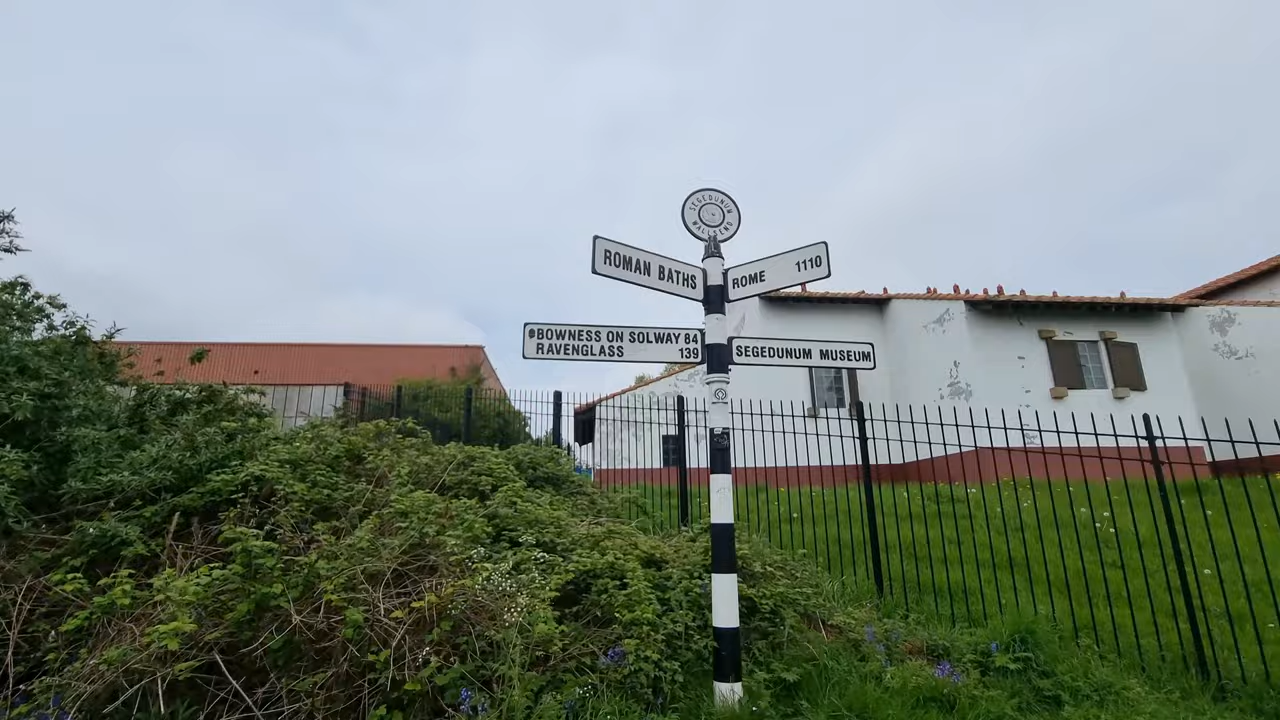 SEGEDUNUM
WALLSEND
ROMAN BATHS
ROME 1110
BOWNESS ON SOLWAY 84
RAVENGLASS 139
SEGEDUNUM MUSEUM